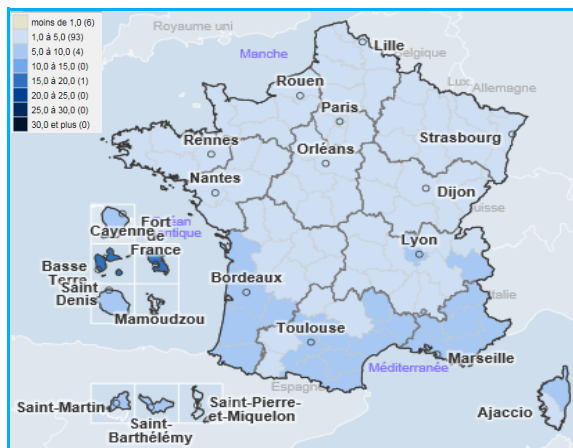 moins de 1,0 (6)
1,0 à 5,0 (93)
5,0 à 10,0 (4)
10,0 à 15,0 (0)
15,0 à 20,0 (1)
20,0 à 25,0 (0)
25,0 à 30,0 (0)
30,0 et plus (0)
Royaume uni
Manche
Lille
Belgique
Rouen
Lux
Allemagne
Paris
Strasbourg
Rennes
Orléans
Nantes
Dijon
Suisse
Cayenne
Fort
de
France
Océan
Atlantique
Lyon
Basse
Terre
Saint
Denis
Mamoudzou
Bordeaux
Italie
Toulouse
Marseille
Méditerranée
Espagne
Saint-Martin
Saint-
Barthélémy
Saint-Pierre-
et-Miquelon
Ajaccio